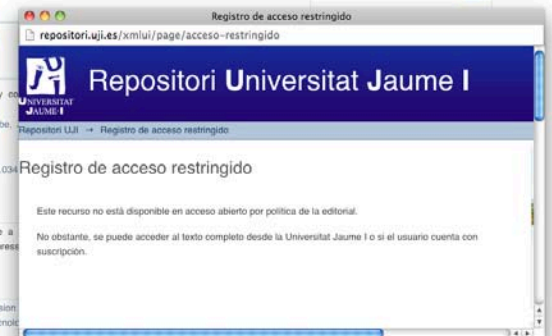 Registro de acceso restringido
repositori.uji.es/xmlui/page/acceso-restringido
UNIVERSITAT
JAUME·I
Repositori Universitat Jaume I
Repositori UJI → Registro de acceso restringido
Registro de acceso restringido
Este recurso no está disponible en acceso abierto por política de la editorial.
No obstante, se puede acceder al texto completo desde la Universitat Jaume I o si el usuario cuenta con
suscripción.